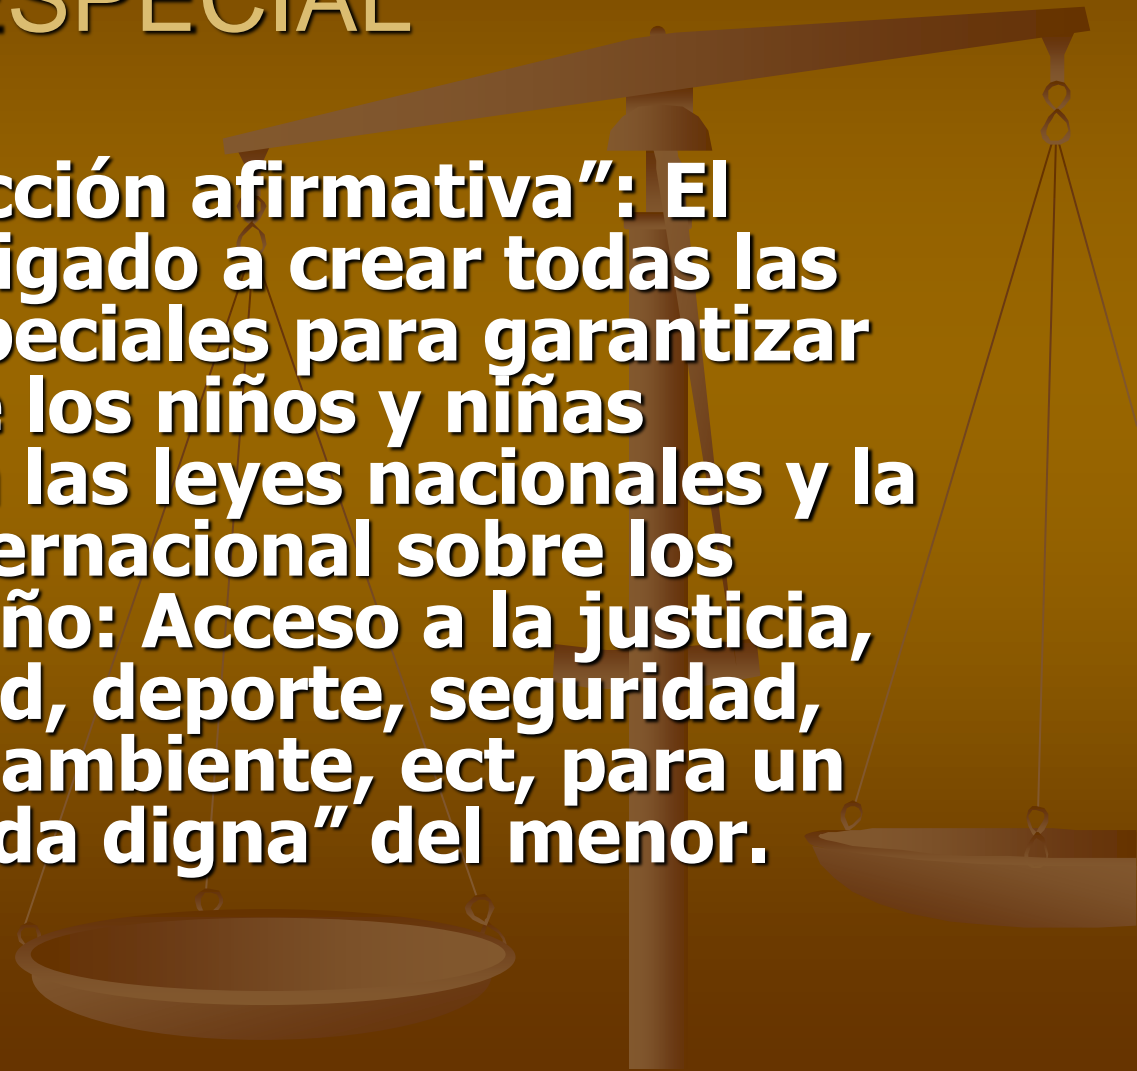 ESPECIAL
cción afirmativa”: El
igado a crear todas las
peciales para garantizar
e los niños y niñas
las leyes nacionales y la
ernacional sobre los
ño: Acceso a la justicia,
d, deporte, seguridad,
ambiente, ect, para un
da digna” del menor.